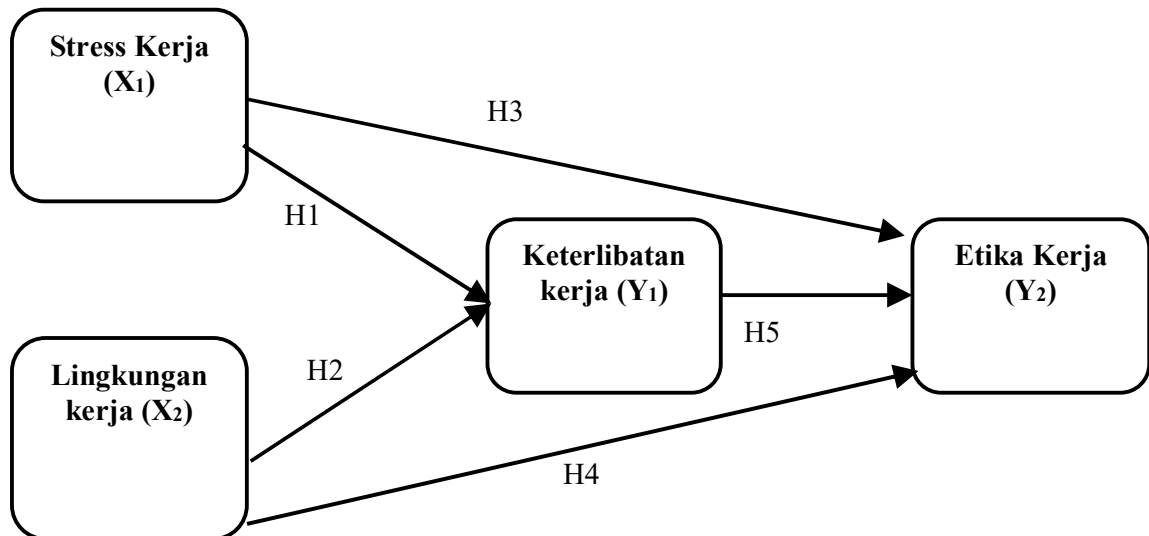 Stress Kerja
(X₁)
H3
H1
Keterlibatan
kerja (Y₁)
Etika Kerja
(Y₂)
H5
Lingkungan
kerja (X₂)
H2
H4